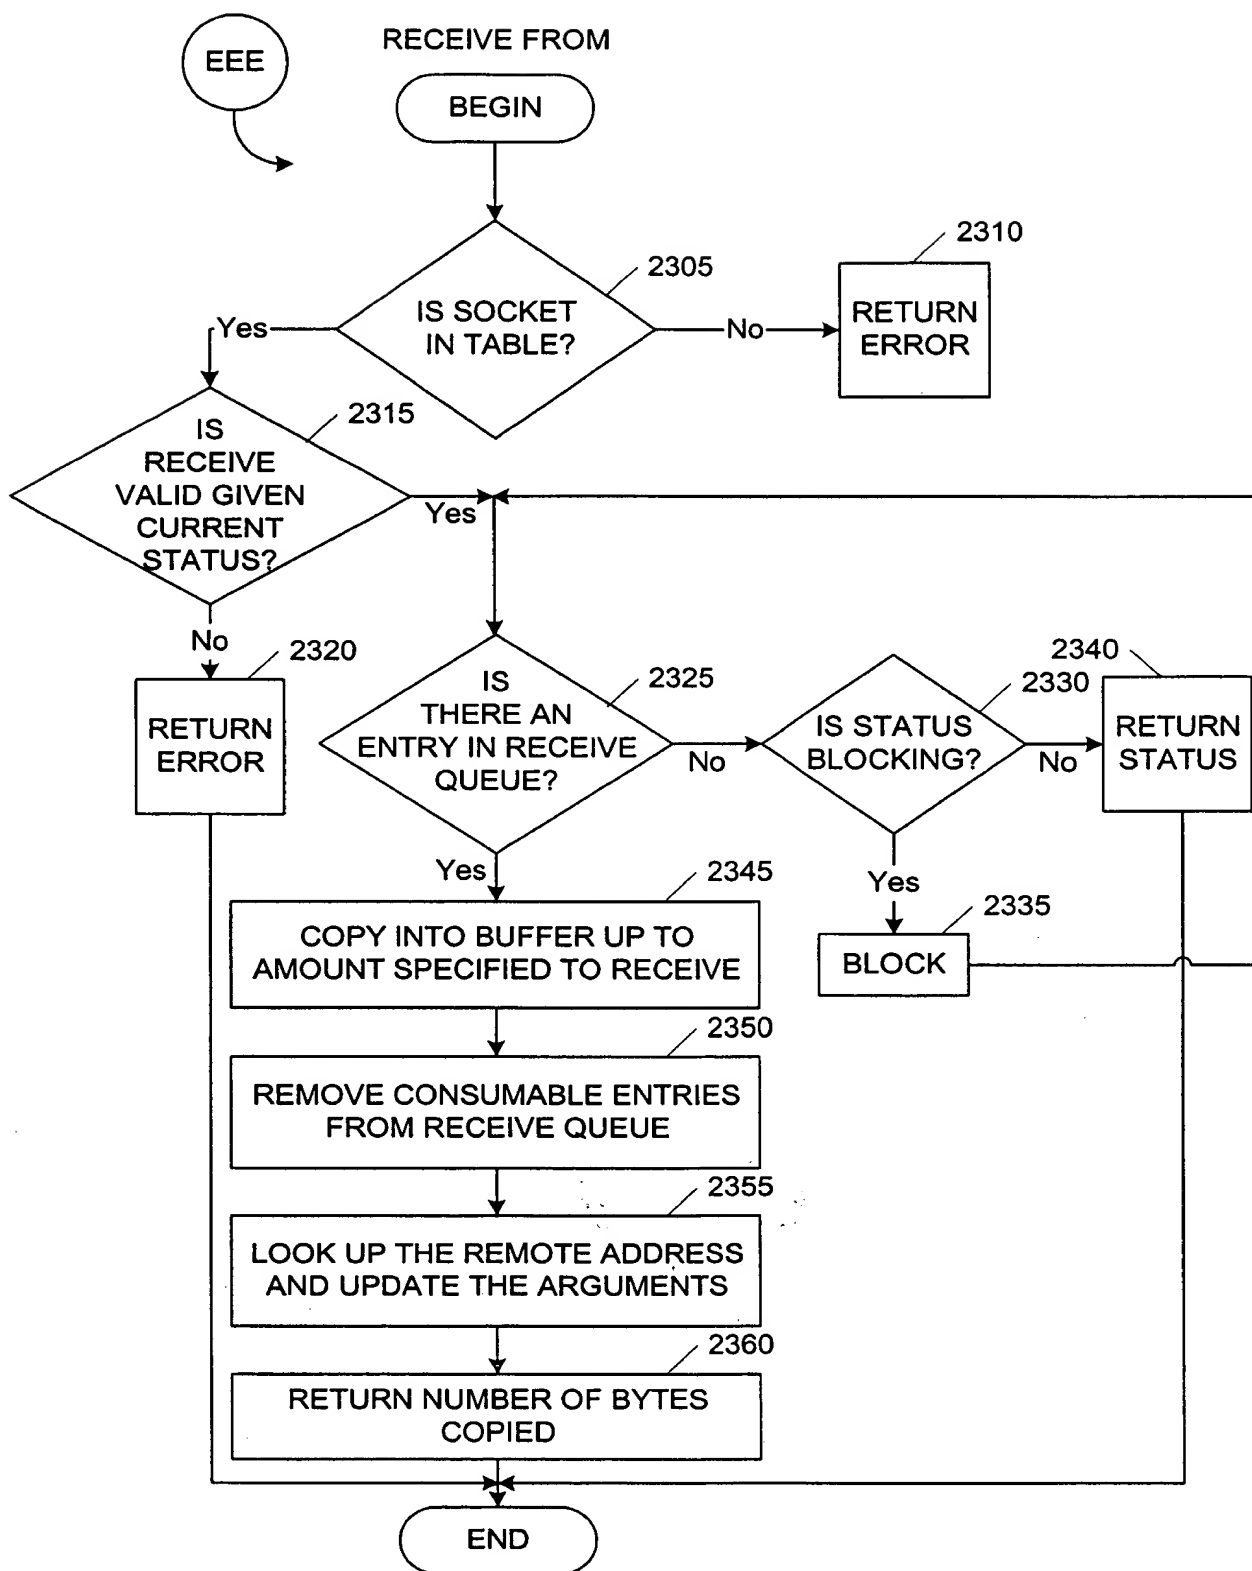 EEE
RECEIVE FROM
BEGIN
2305
IS SOCKET
IN TABLE?
Yes
No
2310
RETURN
ERROR
2315
IS
RECEIVE
VALID GIVEN
CURRENT
STATUS?
Yes
No
2320
RETURN
ERROR
2325
IS
THERE AN
ENTRY IN RECEIVE
QUEUE?
No
Yes
2330
IS STATUS
BLOCKING?
No
Yes
2340
RETURN
STATUS
2335
BLOCK
2345
COPY INTO BUFFER UP TO
AMOUNT SPECIFIED TO RECEIVE
2350
REMOVE CONSUMABLE ENTRIES
FROM RECEIVE QUEUE
2355
LOOK UP THE REMOTE ADDRESS
AND UPDATE THE ARGUMENTS
2360
RETURN NUMBER OF BYTES
COPIED
END